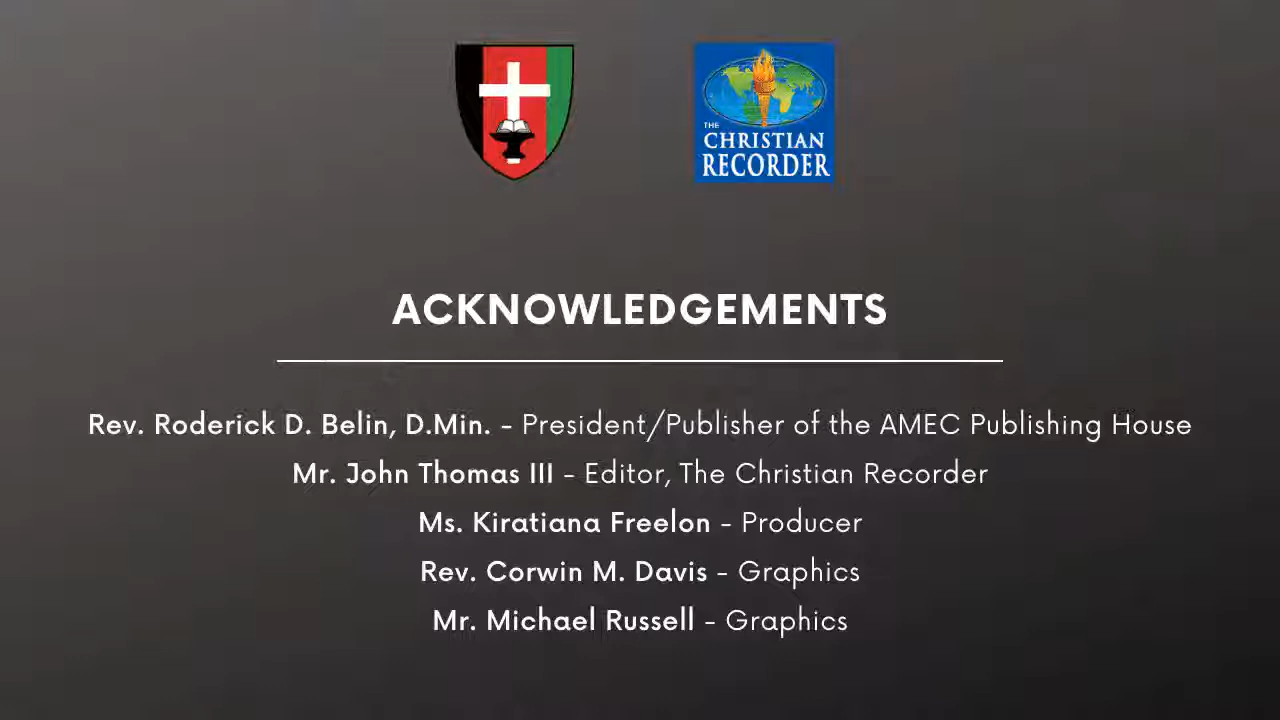 THE
CHRISTIAN
RECORDER
ACKNOWLEDGEMENTS
Rev. Roderick D. Belin, D.Min. - President/Publisher of the AMEC Publishing House
Mr. John Thomas III - Editor, The Christian Recorder
Ms. Kiratiana Freelon - Producer
Rev. Corwin M. Davis - Graphics
Mr. Michael Russell - Graphics